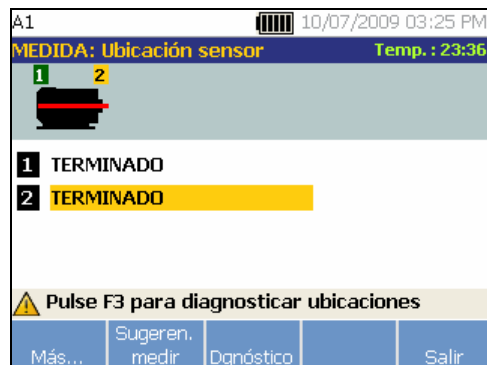 A1 10/07/2009 03:25 PM
MEDIDA: Ubicación sensor Temp.: 23:36
1 2
1 TERMINADO
2 TERMINADO
Pulse F3 para diagnosticar ubicaciones
Más... Sugeren. medir Dgnóstico Salir